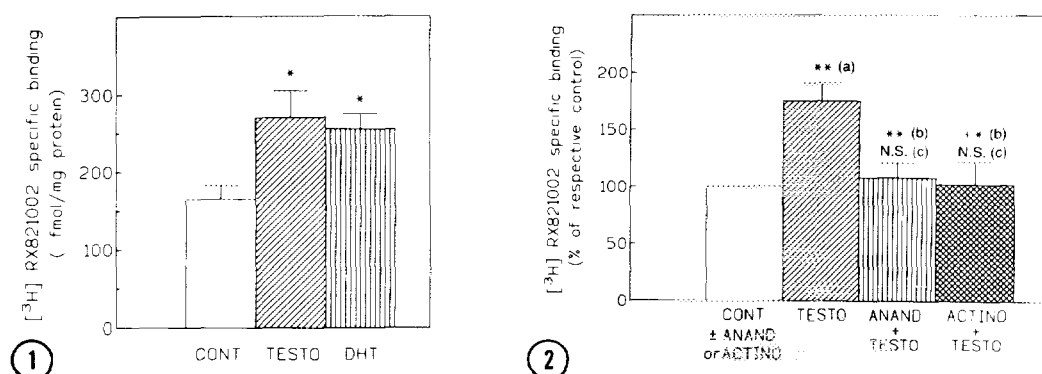 [³H] RX821002 specific binding
( fmol/mg protein)
300
200
100
0
*
*
CONT TESTO DHT
1
[³H] RX821002 specific binding
(% of respective control)
200
150
100
50
0
** (a)
** (b)
N.S. (c)
** (b)
N.S. (c)
CONT
± ANAND
or ACTINO
TESTO
ANAND
+
TESTO
ACTINO
+
TESTO
2